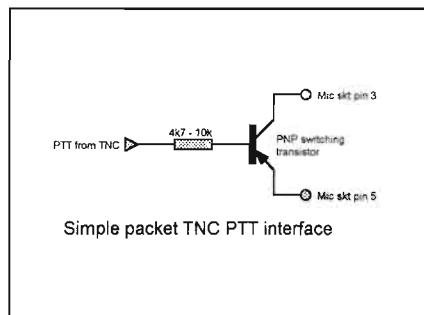 Mic skt pin 3
4k7 - 10k
PTT from TNC
PNP switching
transistor
Mic skt pin 5
Simple packet TNC PTT interface